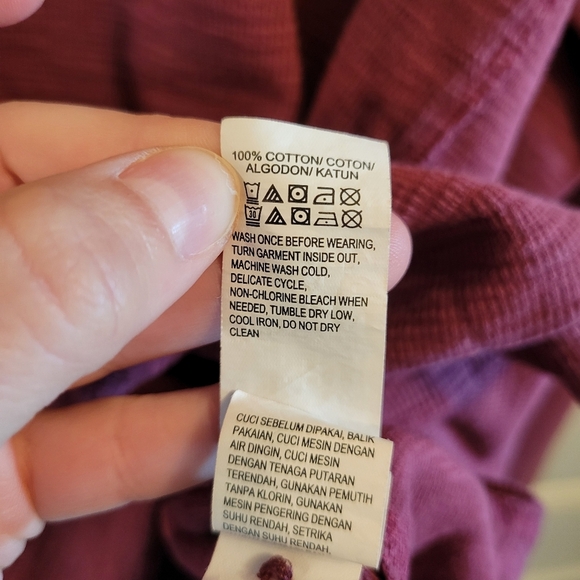 100% COTTON/ COTON/
ALGODON/ KATUN
30
WASH ONCE BEFORE WEARING,
TURN GARMENT INSIDE OUT,
MACHINE WASH COLD,
DELICATE CYCLE,
NON-CHLORINE BLEACH WHEN
NEEDED, TUMBLE DRY LOW,
COOL IRON, DO NOT DRY
CLEAN
CUCI SEBELUM DIPAKAI, BALIK
PAKAIAN, CUCI MESIN DENGAN
AIR DINGIN, CUCI MESIN
DENGAN TENAGA PUTARAN
TERENDAH, GUNAKAN PEMUTIH
TANPA KLORIN, GUNAKAN
MESIN PENGERING DENGAN
SUHU RENDAH, SETRIKA
DENGAN SUHU RENDAH,